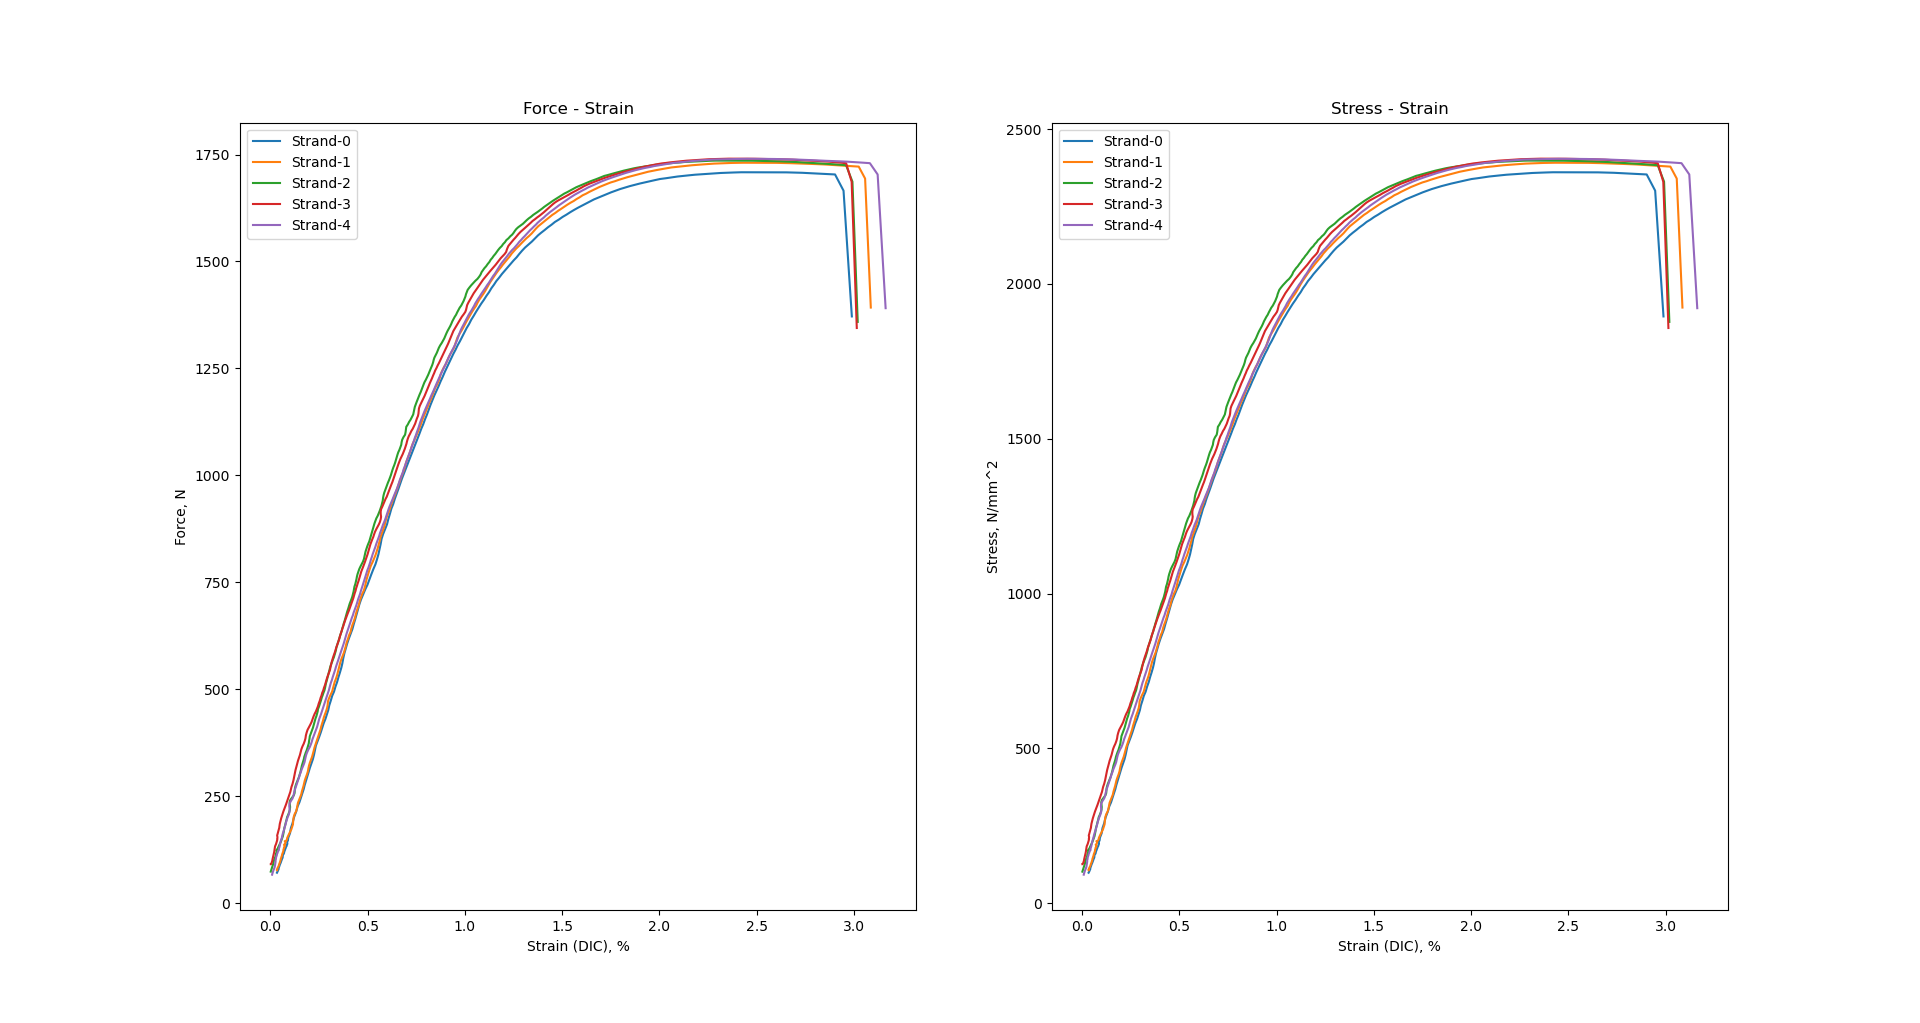 Force - Strain
Strand-0
Strand-1
Strand-2
Strand-3
Strand-4
1750
1500
1250
1000
750
500
250
0
Force, N
0.0 0.5 1.0 1.5 2.0 2.5 3.0
Strain (DIC), %
Stress - Strain
Strand-0
Strand-1
Strand-2
Strand-3
Strand-4
2500
2000
1500
1000
500
0
Stress, N/mm^2
0.0 0.5 1.0 1.5 2.0 2.5 3.0
Strain (DIC), %